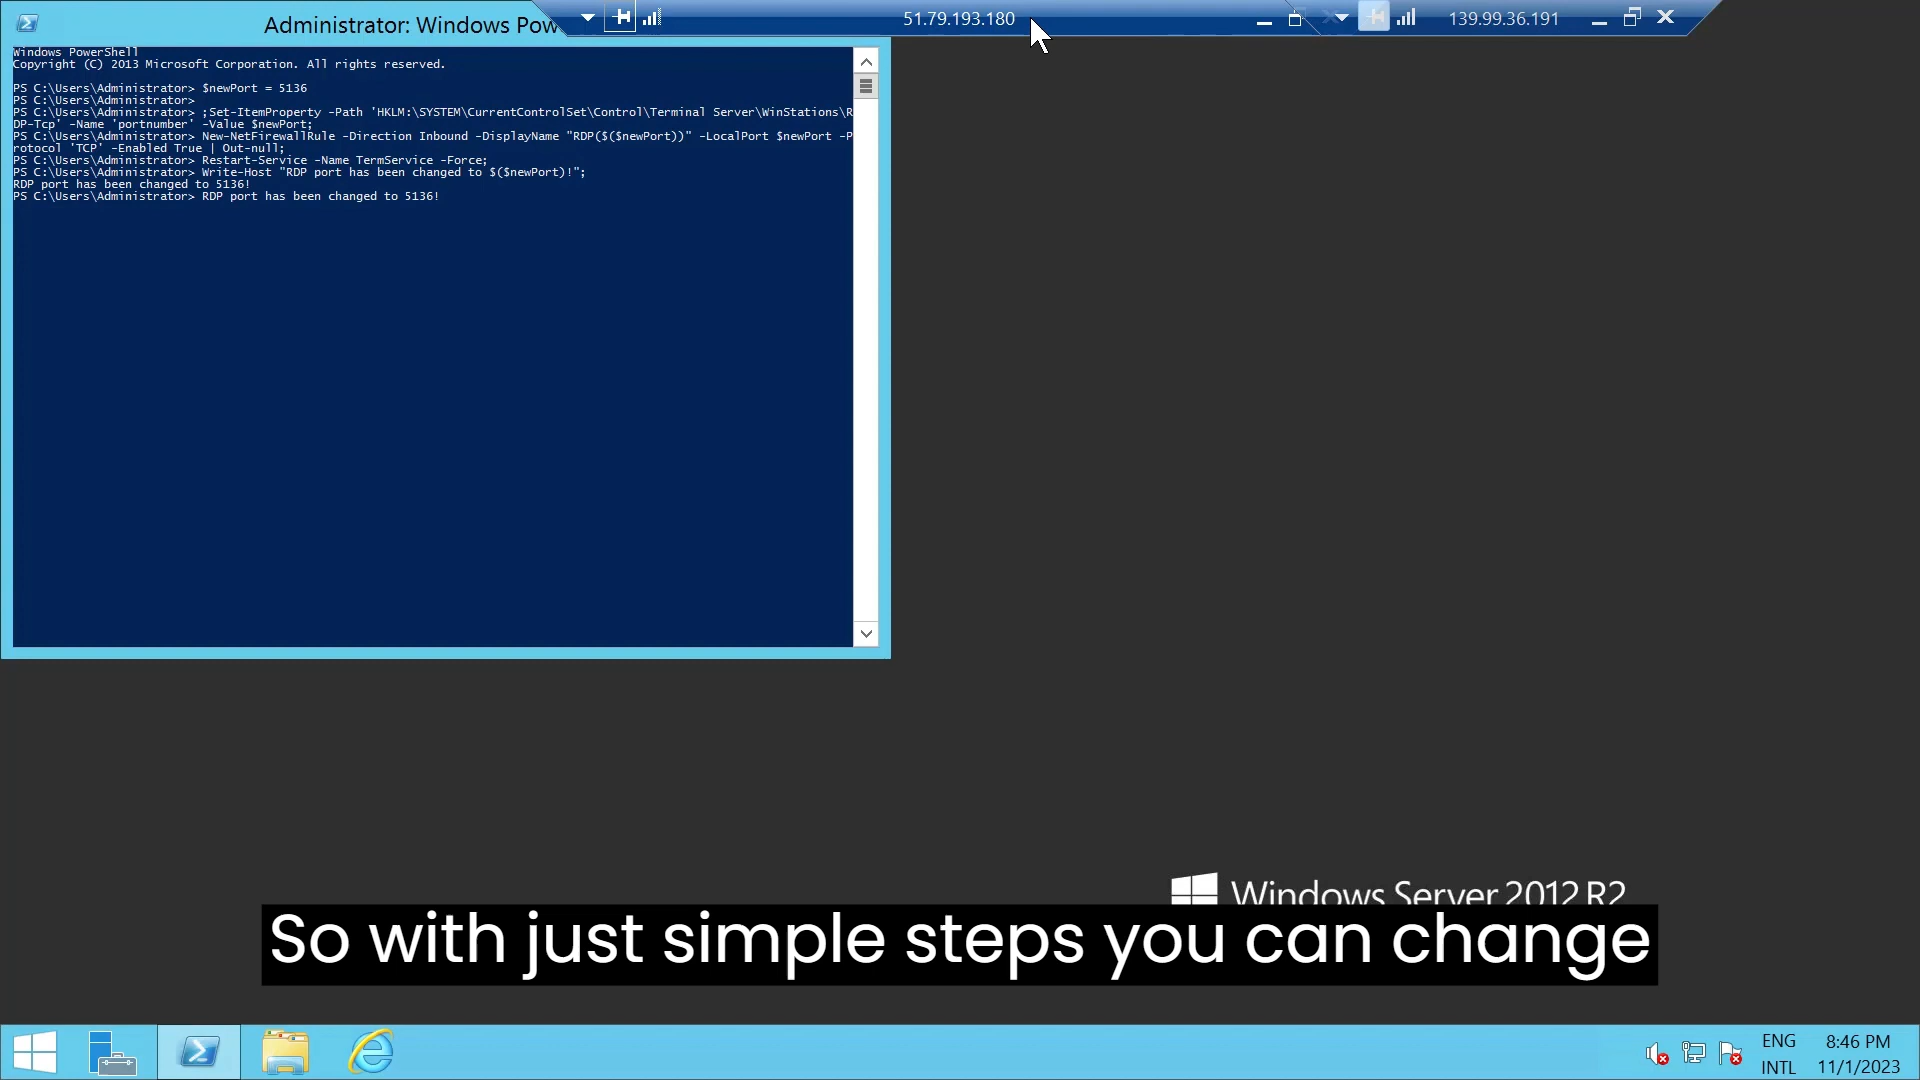 Administrator: Windows Pow
51.79.193.180
139.99.36.191
Windows PowerShell
Copyright (C) 2013 Microsoft Corporation. All rights reserved.
PS C:\Users\Administrator> $newPort = 5136
PS C:\Users\Administrator>
PS C:\Users\Administrator> ;Set-ItemProperty -Path 'HKLM:\SYSTEM\CurrentControlSet\Control\Terminal Server\WinStations\R
DP-Tcp' -Name 'portnumber' -Value $newPort;
PS C:\Users\Administrator> New-NetFirewallRule -Direction Inbound -DisplayName "RDP($($newPort))" -LocalPort $newPort -P
rotocol 'TCP' -Enabled True | Out-null;
PS C:\Users\Administrator> Restart-Service -Name TermService -Force;
PS C:\Users\Administrator> Write-Host "RDP port has been changed to $($newPort)!";
RDP port has been changed to 5136!
PS C:\Users\Administrator> RDP port has been changed to 5136!
Windows Server 2012 R2
So with just simple steps you can change
ENG
INTL
8:46 PM
11/1/2023